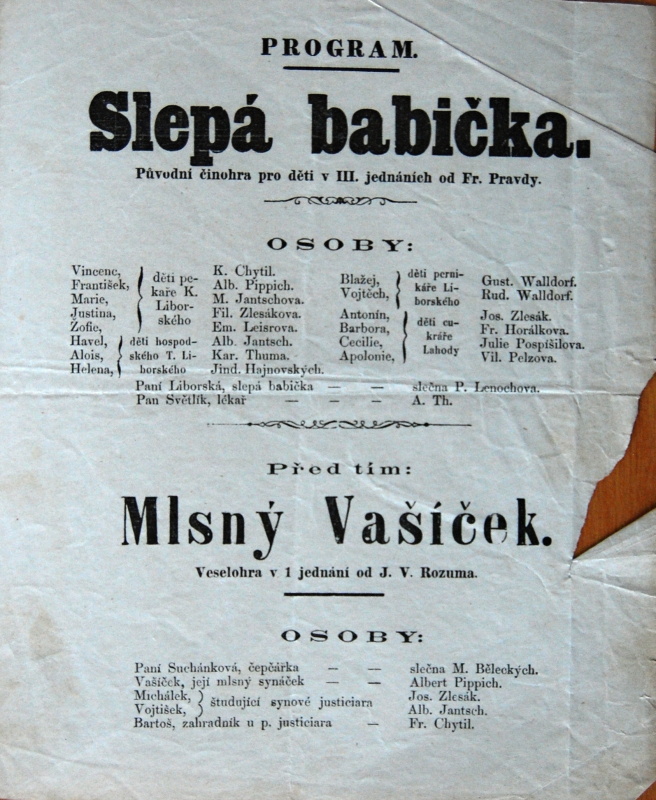 PROGRAM.
Slepá babička.
Původní činohra pro děti v III. jednáních od Fr. Pravdy.
OSOBY:
Vincenc, František, Marie, Justina, Žofie, } děti pekaře K. Liborského
K. Chytil.
Alb. Pippich.
M. Jantschova.
Fil. Zlesákova.
Em. Leisrova.
Havel, Alois, Helena, } děti hospodského T. Liborského
Alb. Jantsch.
Kar. Thuma.
Jind. Hajnovských.
Blažej, Vojtěch, } děti pernikáře Liborského
Gust. Walldorf.
Rud. Walldorf.
Antonín, Barbora, Cecilie, Apolonie, } děti cukráře Lahody
Jos. Zlesák.
Fr. Horálkova.
Julie Pospíšilova.
Vil. Pelzova.
Paní Liborská, slepá babička — — slečna P. Lenochova.
Pan Světlík, lékař — — — A. Th.
Před tím:
Mlsný Vašíček.
Veselohra v 1 jednání od J. V. Rozuma.
OSOBY:
Paní Suchánková, čepčářka — — slečna M. Běleckých.
Vašíček, její mlsný synáček — — Albert Pippich.
Michálek, Vojtíšek, } študující synové justiciara
Jos. Zlesák.
Alb. Jantsch.
Bartoš, zahradník u p. justiciara — Fr. Chytil.